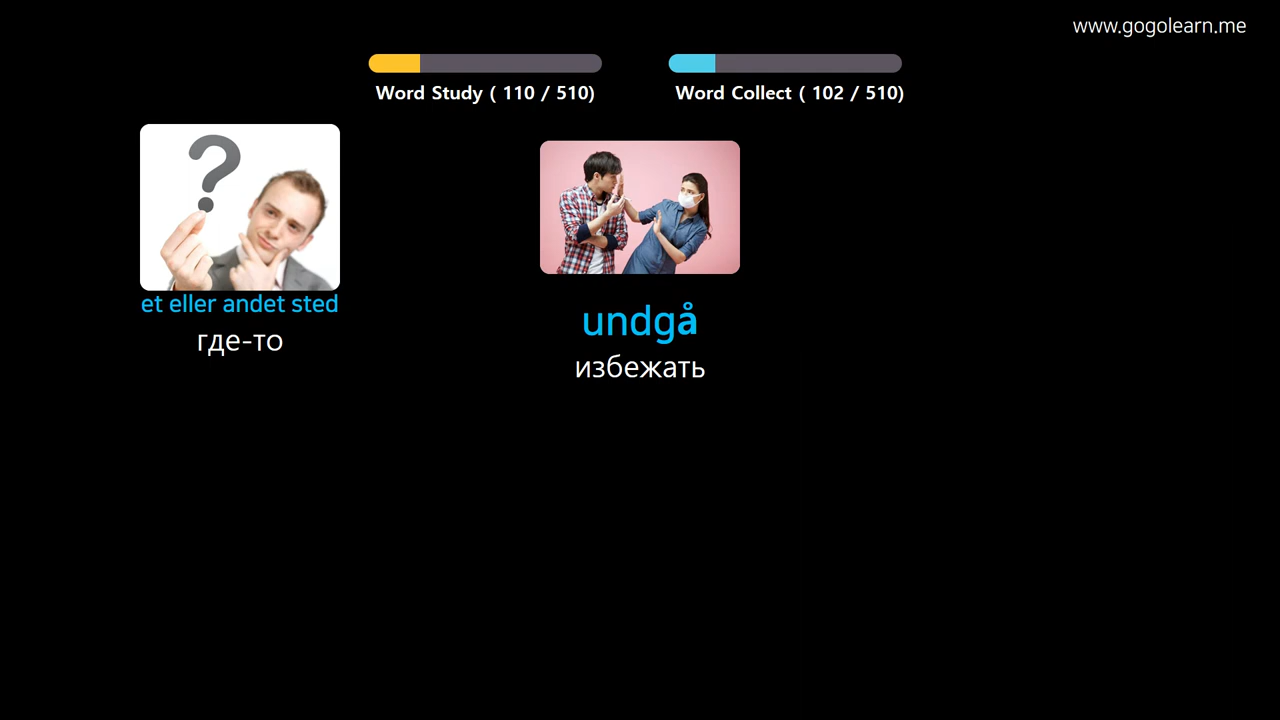 www.gogolearn.me
Word Study ( 110 / 510)
Word Collect ( 102 / 510)
et eller andet sted
где-то
undgå
избежать